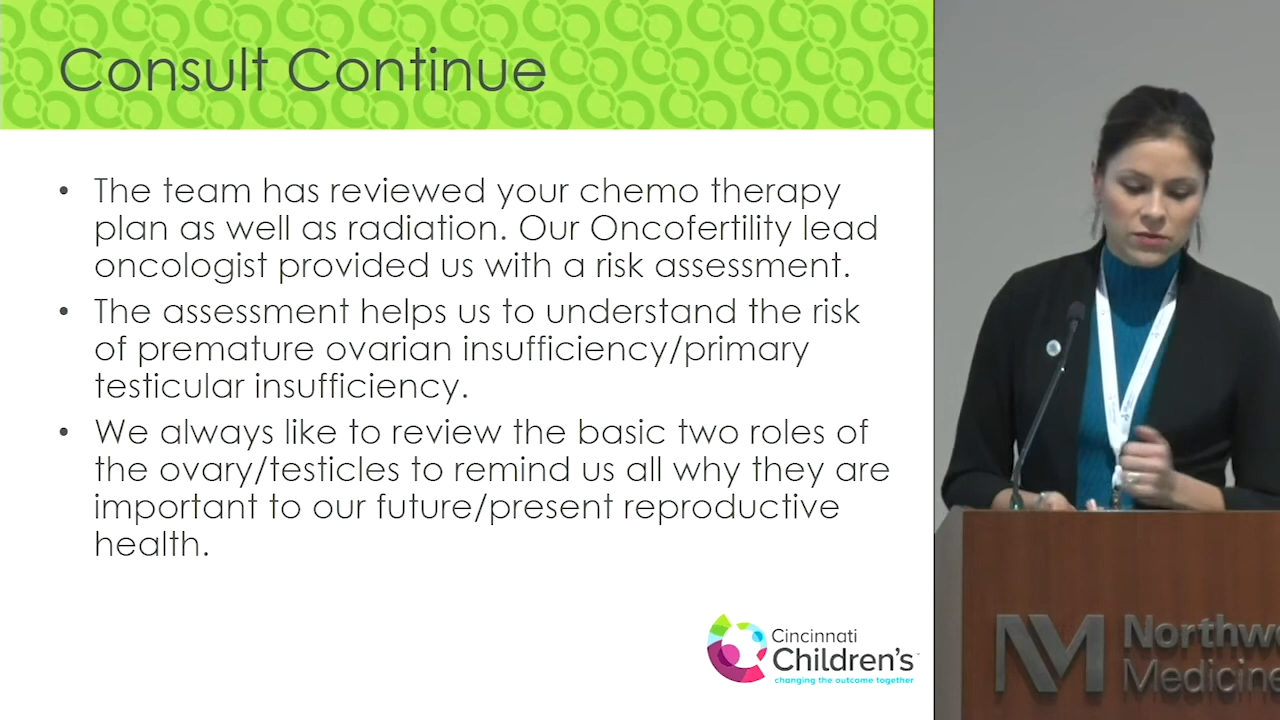 Consult Continue
• The team has reviewed your chemo therapy
plan as well as radiation. Our Oncofertility lead
oncologist provided us with a risk assessment.
• The assessment helps us to understand the risk
of premature ovarian insufficiency/primary
testicular insufficiency.
• We always like to review the basic two roles of
the ovary/testicles to remind us all why they are
important to our future/present reproductive
health.
Cincinnati
Children's
changing the outcome together
NM
Northw
Medicine